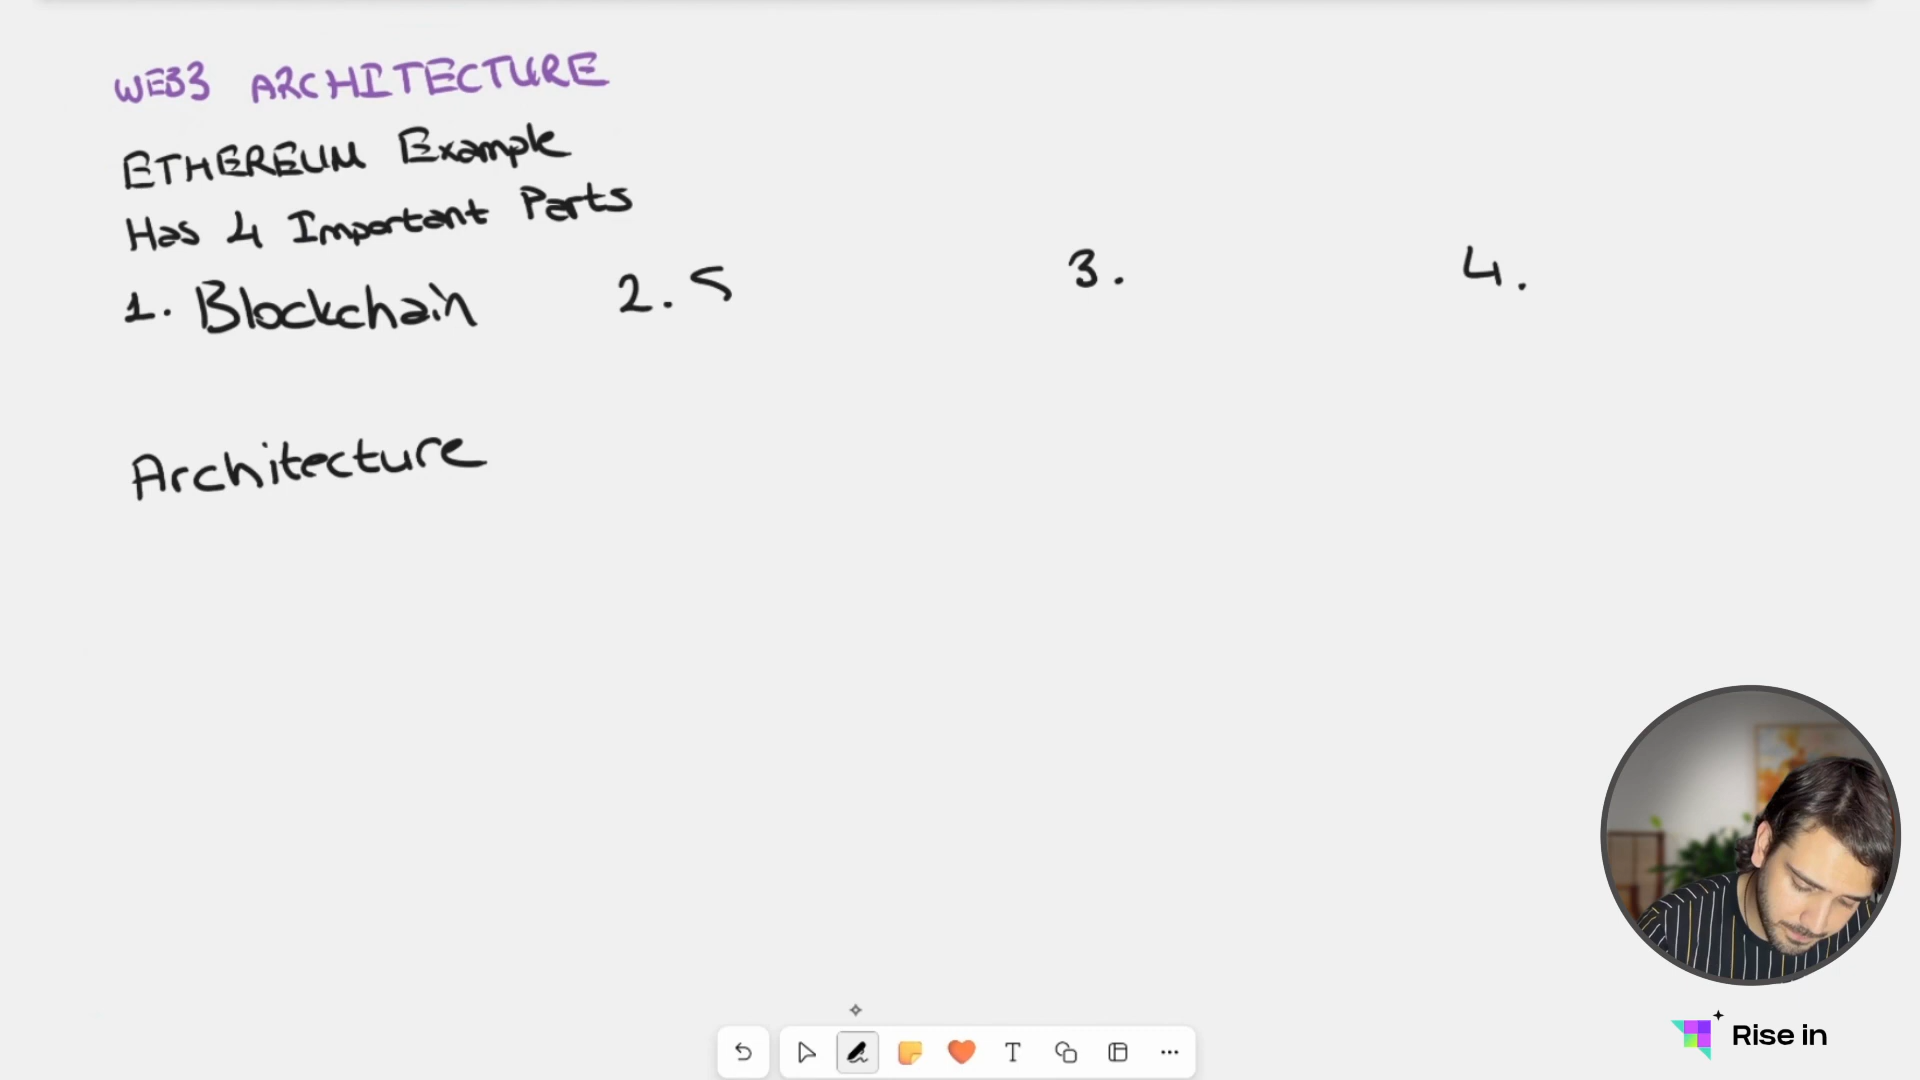 WEB3 ARCHITECTURE
ETHEREUM Example
Has 4 Important Parts
1. Blockchain 2. S 3. 4.
Architecture
T
Rise in